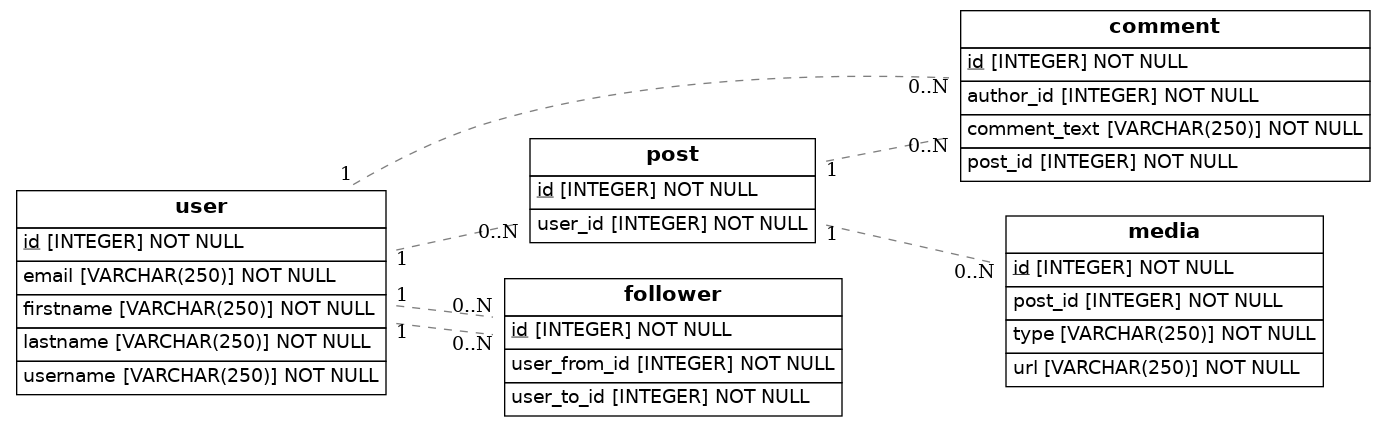 comment
id [INTEGER] NOT NULL
author_id [INTEGER] NOT NULL
comment_text [VARCHAR(250)] NOT NULL
post_id [INTEGER] NOT NULL
0..N
0..N
1
post
id [INTEGER] NOT NULL
user_id [INTEGER] NOT NULL
1
1
0..N
user
id [INTEGER] NOT NULL
email [VARCHAR(250)] NOT NULL
firstname [VARCHAR(250)] NOT NULL
lastname [VARCHAR(250)] NOT NULL
username [VARCHAR(250)] NOT NULL
1
1
1
0..N
0..N
follower
id [INTEGER] NOT NULL
user_from_id [INTEGER] NOT NULL
user_to_id [INTEGER] NOT NULL
0..N
media
id [INTEGER] NOT NULL
post_id [INTEGER] NOT NULL
type [VARCHAR(250)] NOT NULL
url [VARCHAR(250)] NOT NULL